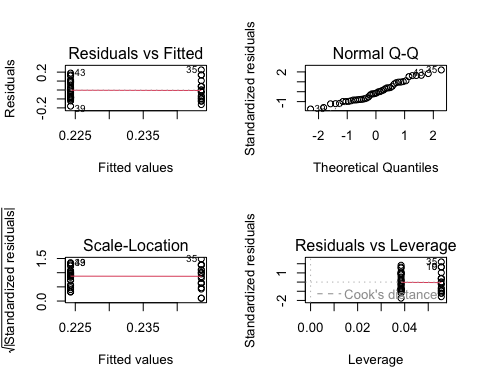 Residuals vs Fitted
Residuals
-0.2
0.2
43
35
39
0.225
0.235
Fitted values
Normal Q-Q
Standardized residuals
-1
2
35
-2
-1
0
1
2
Theoretical Quantiles
Scale-Location
√|Standardized residuals|
0.0
1.5
35
0.225
0.235
Fitted values
Residuals vs Leverage
Standardized residuals
-2
1
35
Cook's distance
0.00
0.02
0.04
Leverage